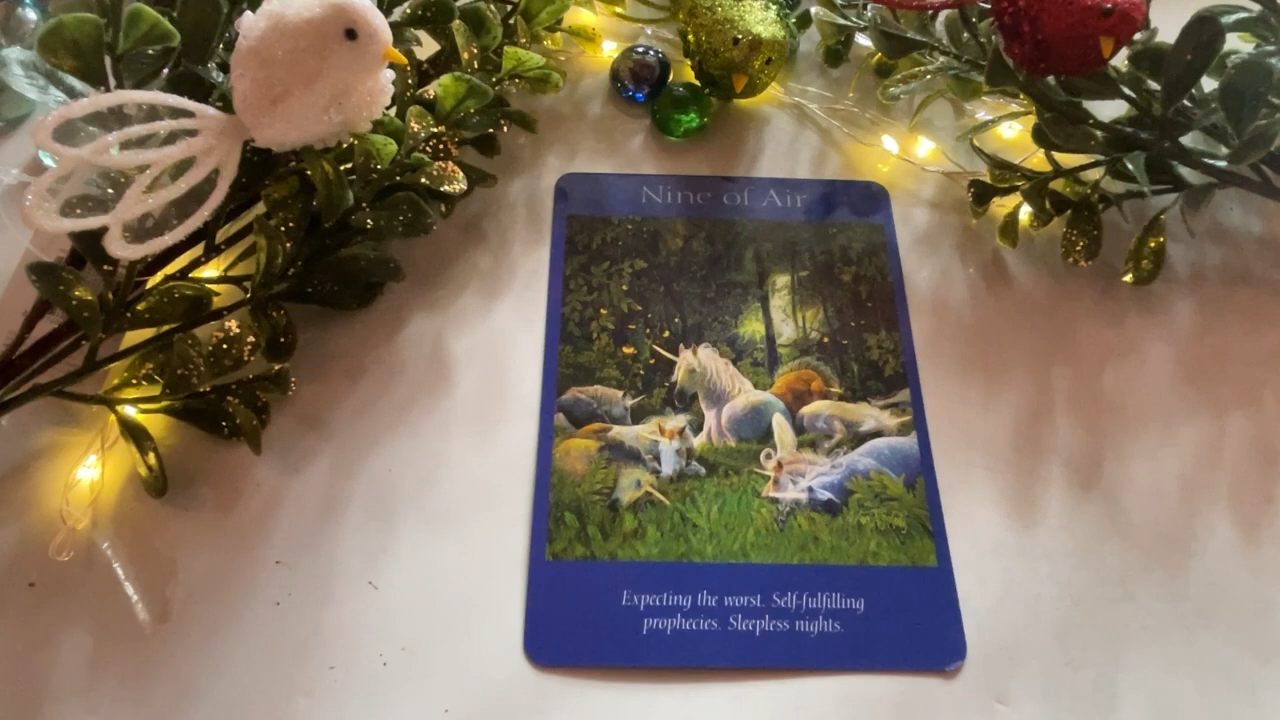 Nine of Air
Expecting the worst. Self-fulfilling
prophecies. Sleepless nights.